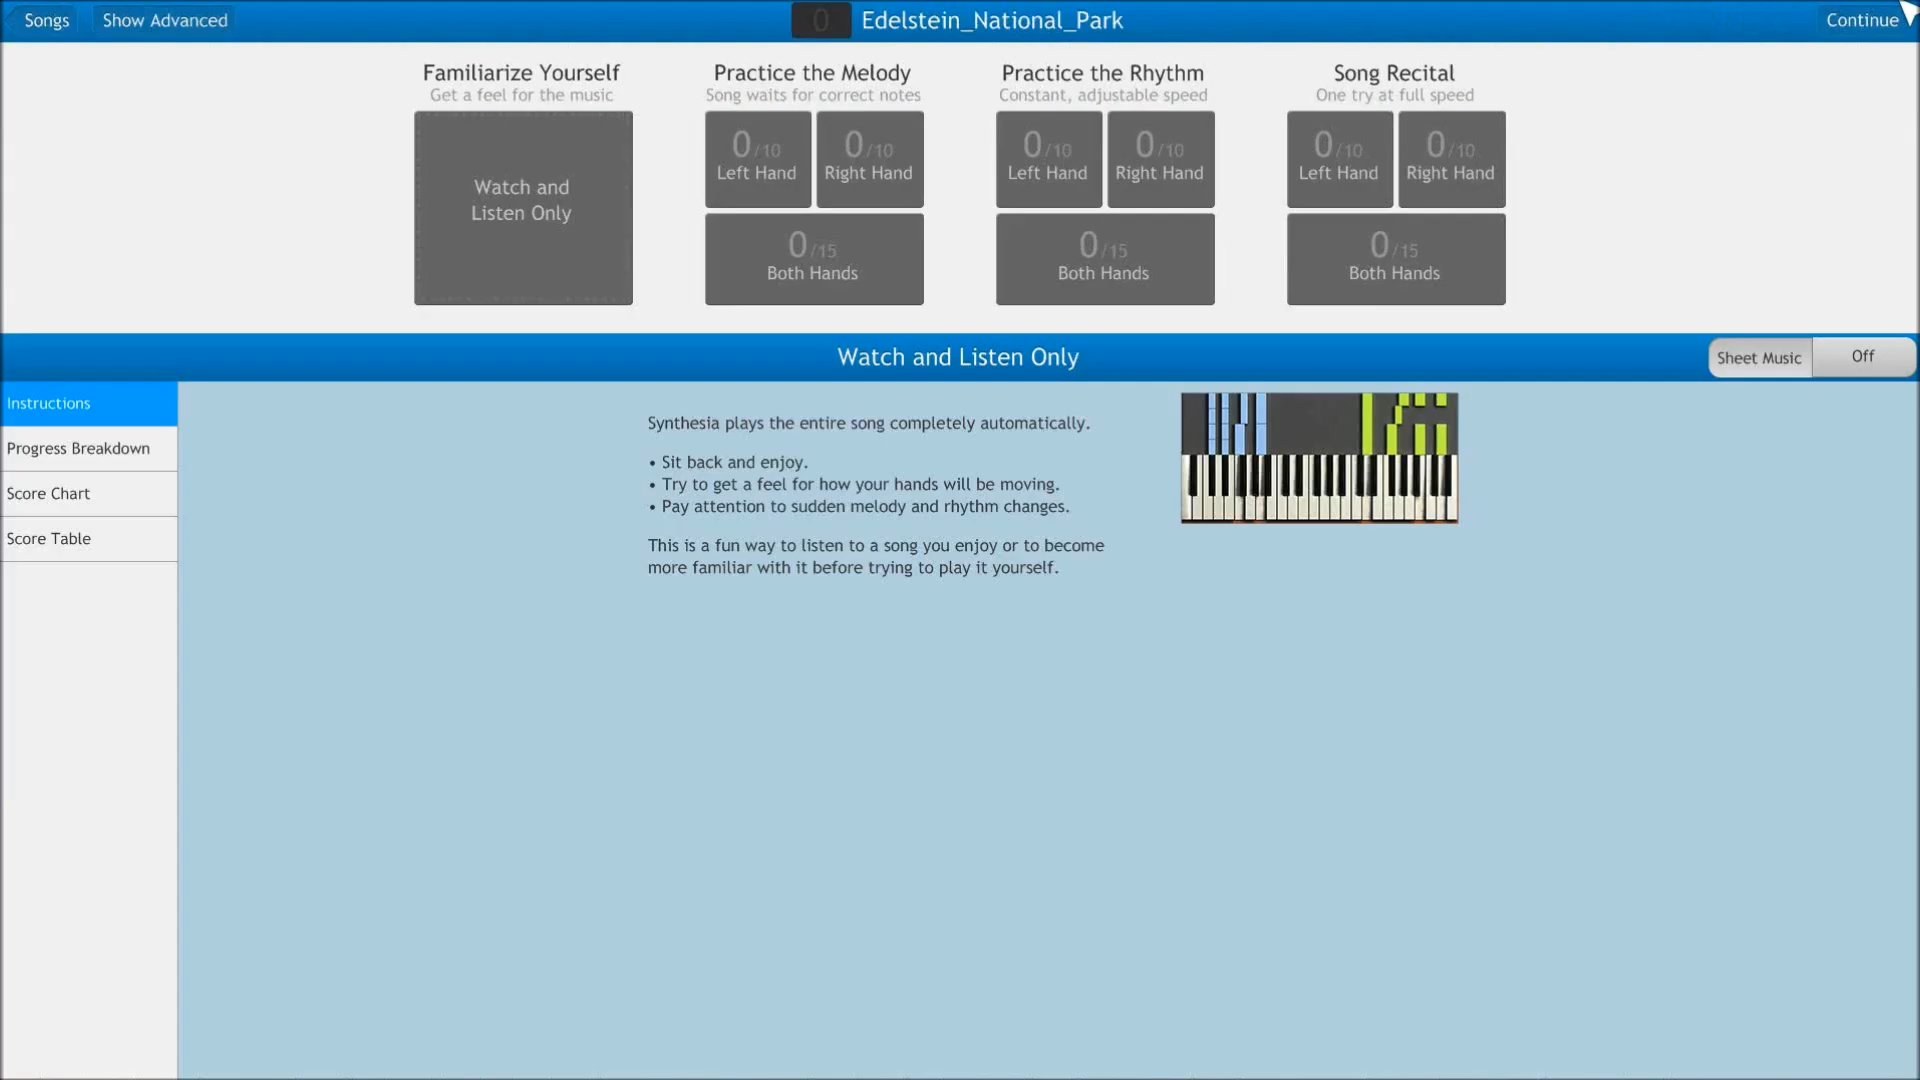 Songs
Show Advanced
0
Edelstein_National_Park
Continue
Familiarize Yourself
Get a feel for the music
Watch and
Listen Only
Practice the Melody
Song waits for correct notes
0/10
Left Hand
0/10
Right Hand
0/15
Both Hands
Practice the Rhythm
Constant, adjustable speed
0/10
Left Hand
0/10
Right Hand
0/15
Both Hands
Song Recital
One try at full speed
0/10
Left Hand
0/10
Right Hand
0/15
Both Hands
Watch and Listen Only
Sheet Music
Off
Instructions
Progress Breakdown
Score Chart
Score Table
Synthesia plays the entire song completely automatically.
• Sit back and enjoy.
• Try to get a feel for how your hands will be moving.
• Pay attention to sudden melody and rhythm changes.
This is a fun way to listen to a song you enjoy or to become
more familiar with it before trying to play it yourself.